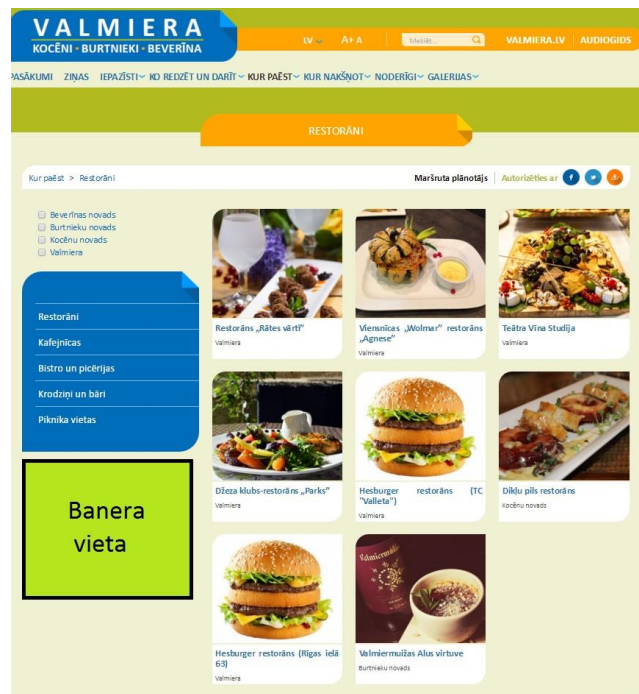 VALMIERA
KOCĒNI • BURTNIEKI • BEVERĪNA
LV
A+ A
Meklēt...
VALMIERA.LV
AUDIOGIDS
PASĀKUMI ZIŅAS IEPAZĪSTI KO REDZĒT UN DARĪT KUR PAĒST KUR NAKŠŅOT NODERĪGI GALERIJAS
RESTORĀNI
Kur paēst > Restorāni
Maršruta plānotājs
Autorizēties ar
Beverīnas novads
Burtnieku novads
Kocēnu novads
Valmiera
Restorāni
Kafejnīcas
Bistro un picērijas
Krodziņi un bāri
Piknika vietas
Banera
vieta
Restorāns „Rātes vārti"
Valmiera
Viensnīcas „Wolmar" restorāns
„Agnese"
Valmiera
Teātra Vīna Studija
Valmiera
Džeza klubs-restorāns „Parks"
Valmiera
Hesburger restorāns (TC
"Valleta")
Valmiera
Dikļu pils restorāns
Kocēnu novads
Hesburger restorāns (Rīgas ielā
63)
Valmiera
Valmiermuižas Alus virtuve
Burtnieku novads